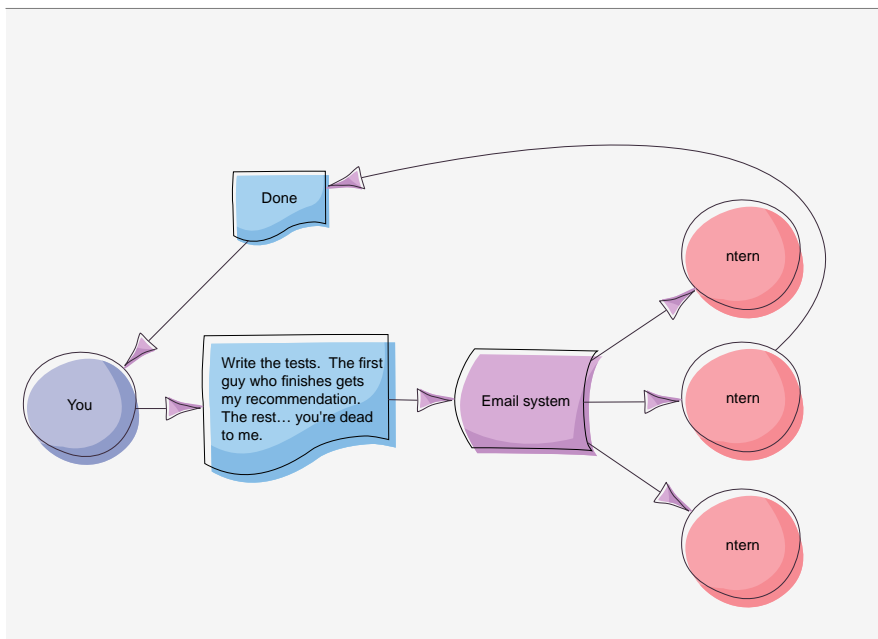 Done
ntern
Write the tests.  The first
guy who finishes gets
my recommendation.
The rest… you're dead
to me.
You
Email system
ntern
ntern